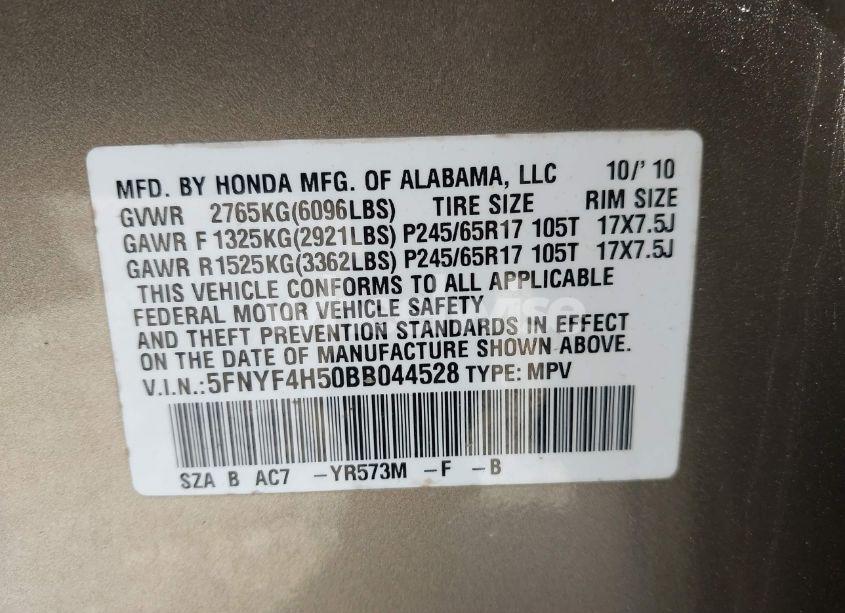 MFD. BY HONDA MFG. OF ALABAMA, LLC 10/' 10
GVWR 2765KG(6096LBS) TIRE SIZE RIM SIZE
GAWR F 1325KG(2921LBS) P245/65R17 105T 17X7.5J
GAWR R1525KG(3362LBS) P245/65R17 105T 17X7.5J
THIS VEHICLE CONFORMS TO ALL APPLICABLE
FEDERAL MOTOR VEHICLE SAFETY
AND THEFT PREVENTION STANDARDS IN EFFECT
ON THE DATE OF MANUFACTURE SHOWN ABOVE.
V.I.N.:5FNYF4H50BB044528 TYPE: MPV
SZA B AC7 -YR573M -F -B